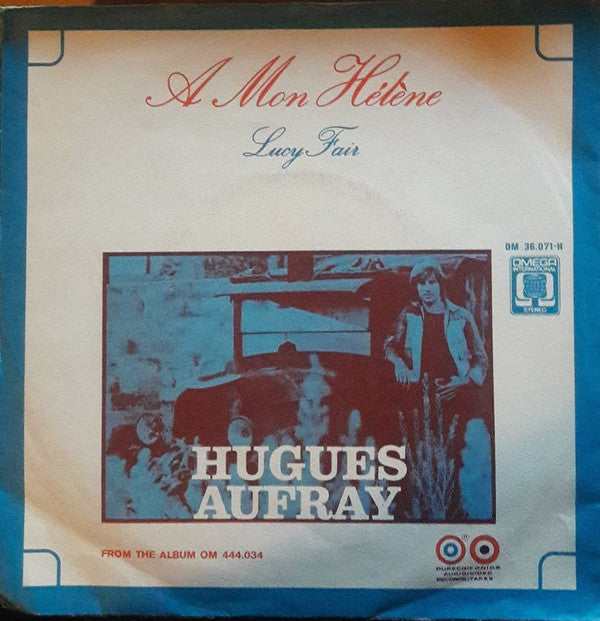 A Mon Hélène
Lucy Fair
OM 36.071-H
OMEGA
INTERNATIONAL
STEREO
HUGUES
AUFRAY
FROM THE ALBUM OM 444.034